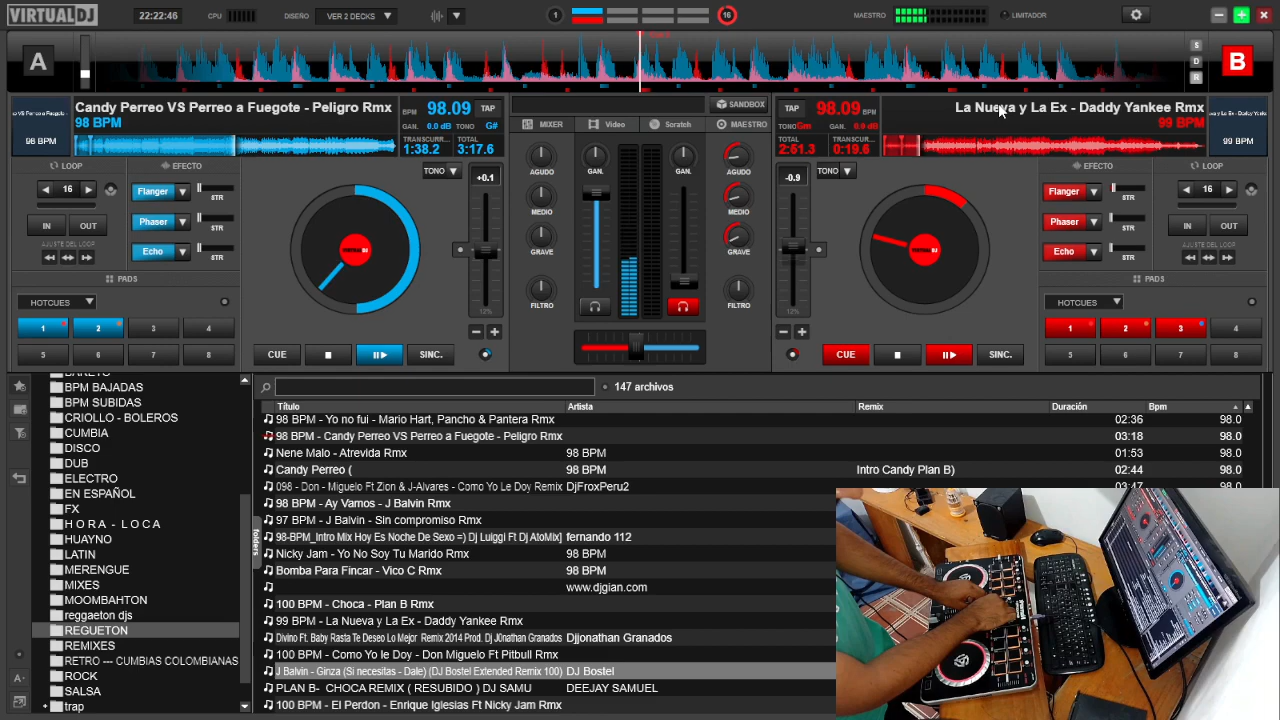 VIRTUAL DJ
22:22:46
CPU
DISEÑO
VER 2 DECKS
1
16
MAESTRO
LIMITADOR
A
S
D
R
B
98 BPM
Candy Perreo VS Perreo a Fuegote - Peligro Rmx
98 BPM
BPM 98.09 TAP
GAN. 0.0 dB TONO G#
TRANSCURR... TOTAL
1:38.2 3:17.6
SANDBOX
MIXER Video Scratch MAESTRO
TAP 98.09 BPM
TONO Gm GAN. 0.0 dB
TOTAL TRANSCURR...
2:51.3 0:19.6
La Nueva y La Ex - Daddy Yankee Rmx
99 BPM
99 BPM
LOOP
16
IN OUT
AJUSTE DEL LOOP
EFECTO
Flanger STR
Phaser STR
Echo STR
PADS
HOTCUES
1 2 3 4
5 6 7 8
TONO
+0.1
12%
CUE SINC.
AGUDO GAN. GAN. AGUDO
MEDIO MEDIO
GRAVE GRAVE
FILTRO FILTRO
-0.9
TONO
12%
CUE SINC.
EFECTO
Flanger STR
Phaser STR
Echo STR
LOOP
16
IN OUT
AJUSTE DEL LOOP
PADS
HOTCUES
1 2 3 4
5 6 7 8
BPM BAJADAS
BPM SUBIDAS
CRIOLLO - BOLEROS
CUMBIA
DISCO
DUB
ELECTRO
EN ESPAÑOL
FX
H O R A - L O C A
HUAYNO
LATIN
MERENGUE
MIXES
MOOMBAHTON
reggaeton djs
REGUETON
REMIXES
RETRO --- CUMBIAS COLOMBIANAS
ROCK
SALSA
trap
folders
147 archivos
Título Artista Remix Duración Bpm
98 BPM - Yo no fui - Mario Hart, Pancho & Pantera Rmx 02:36 98.0
98 BPM - Candy Perreo VS Perreo a Fuegote - Peligro Rmx 03:18 98.0
Nene Malo - Atrevida Rmx 98 BPM 01:53 98.0
Candy Perreo ( 98 BPM Intro Candy Plan B) 02:44 98.0
098 - Don - Miguelo Ft Zion & J-Alvares - Como Yo Le Doy Remix DjFroxPeru2 03:47 98.0
98 BPM - Ay Vamos - J Balvin Rmx
97 BPM - J Balvin - Sin compromiso Rmx
98-BPM_Intro Mix Hoy Es Noche De Sexo =) Dj Luiggi Ft Dj AtoMix] fernando 112
Nicky Jam - Yo No Soy Tu Marido Rmx 98 BPM
Bomba Para Fincar - Vico C Rmx 98 BPM
www.djgian.com
100 BPM - Choca - Plan B Rmx
99 BPM - La Nueva y La Ex - Daddy Yankee Rmx
Divino Ft. Baby Rasta Te Deseo Lo Mejor Remix 2014 Prod. Dj J0nathan Granados Djjonathan Granados
100 BPM - Como Yo le Doy - Don Miguelo Ft Pitbull Rmx
J Balvin - Ginza (Si necesitas - Dale) (DJ Bostel Extended Remix 100) DJ Bostel
PLAN B- CHOCA REMIX ( RESUBIDO ) DJ SAMU DEEJAY SAMUEL
100 BPM - El Perdon - Enrique Iglesias Ft Nicky Jam Rmx